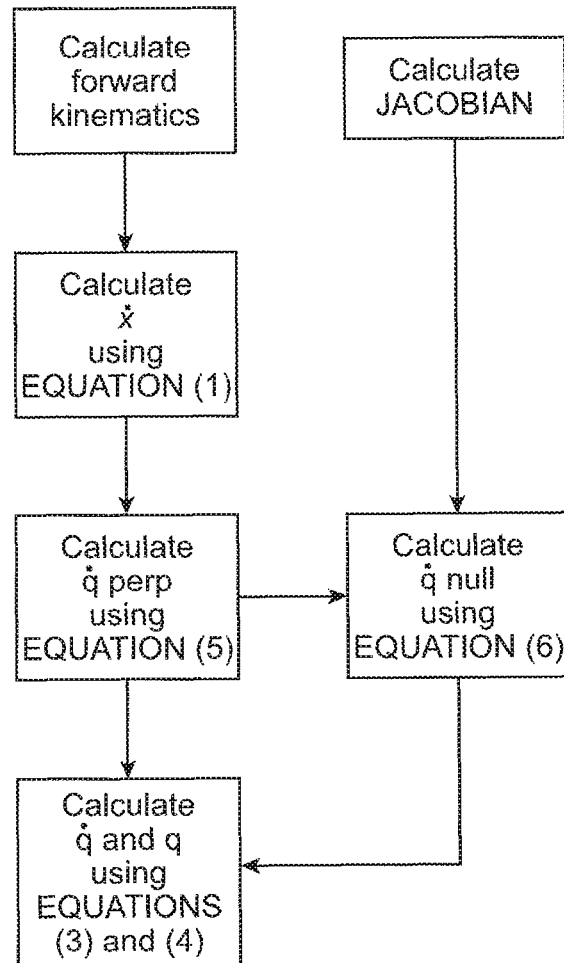 Calculate
forward
kinematics
Calculate
JACOBIAN
Calculate
ẋ
using
EQUATION (1)
Calculate
q̇ perp
using
EQUATION (5)
Calculate
q̇ null
using
EQUATION (6)
Calculate
q̇ and q
using
EQUATIONS
(3) and (4)